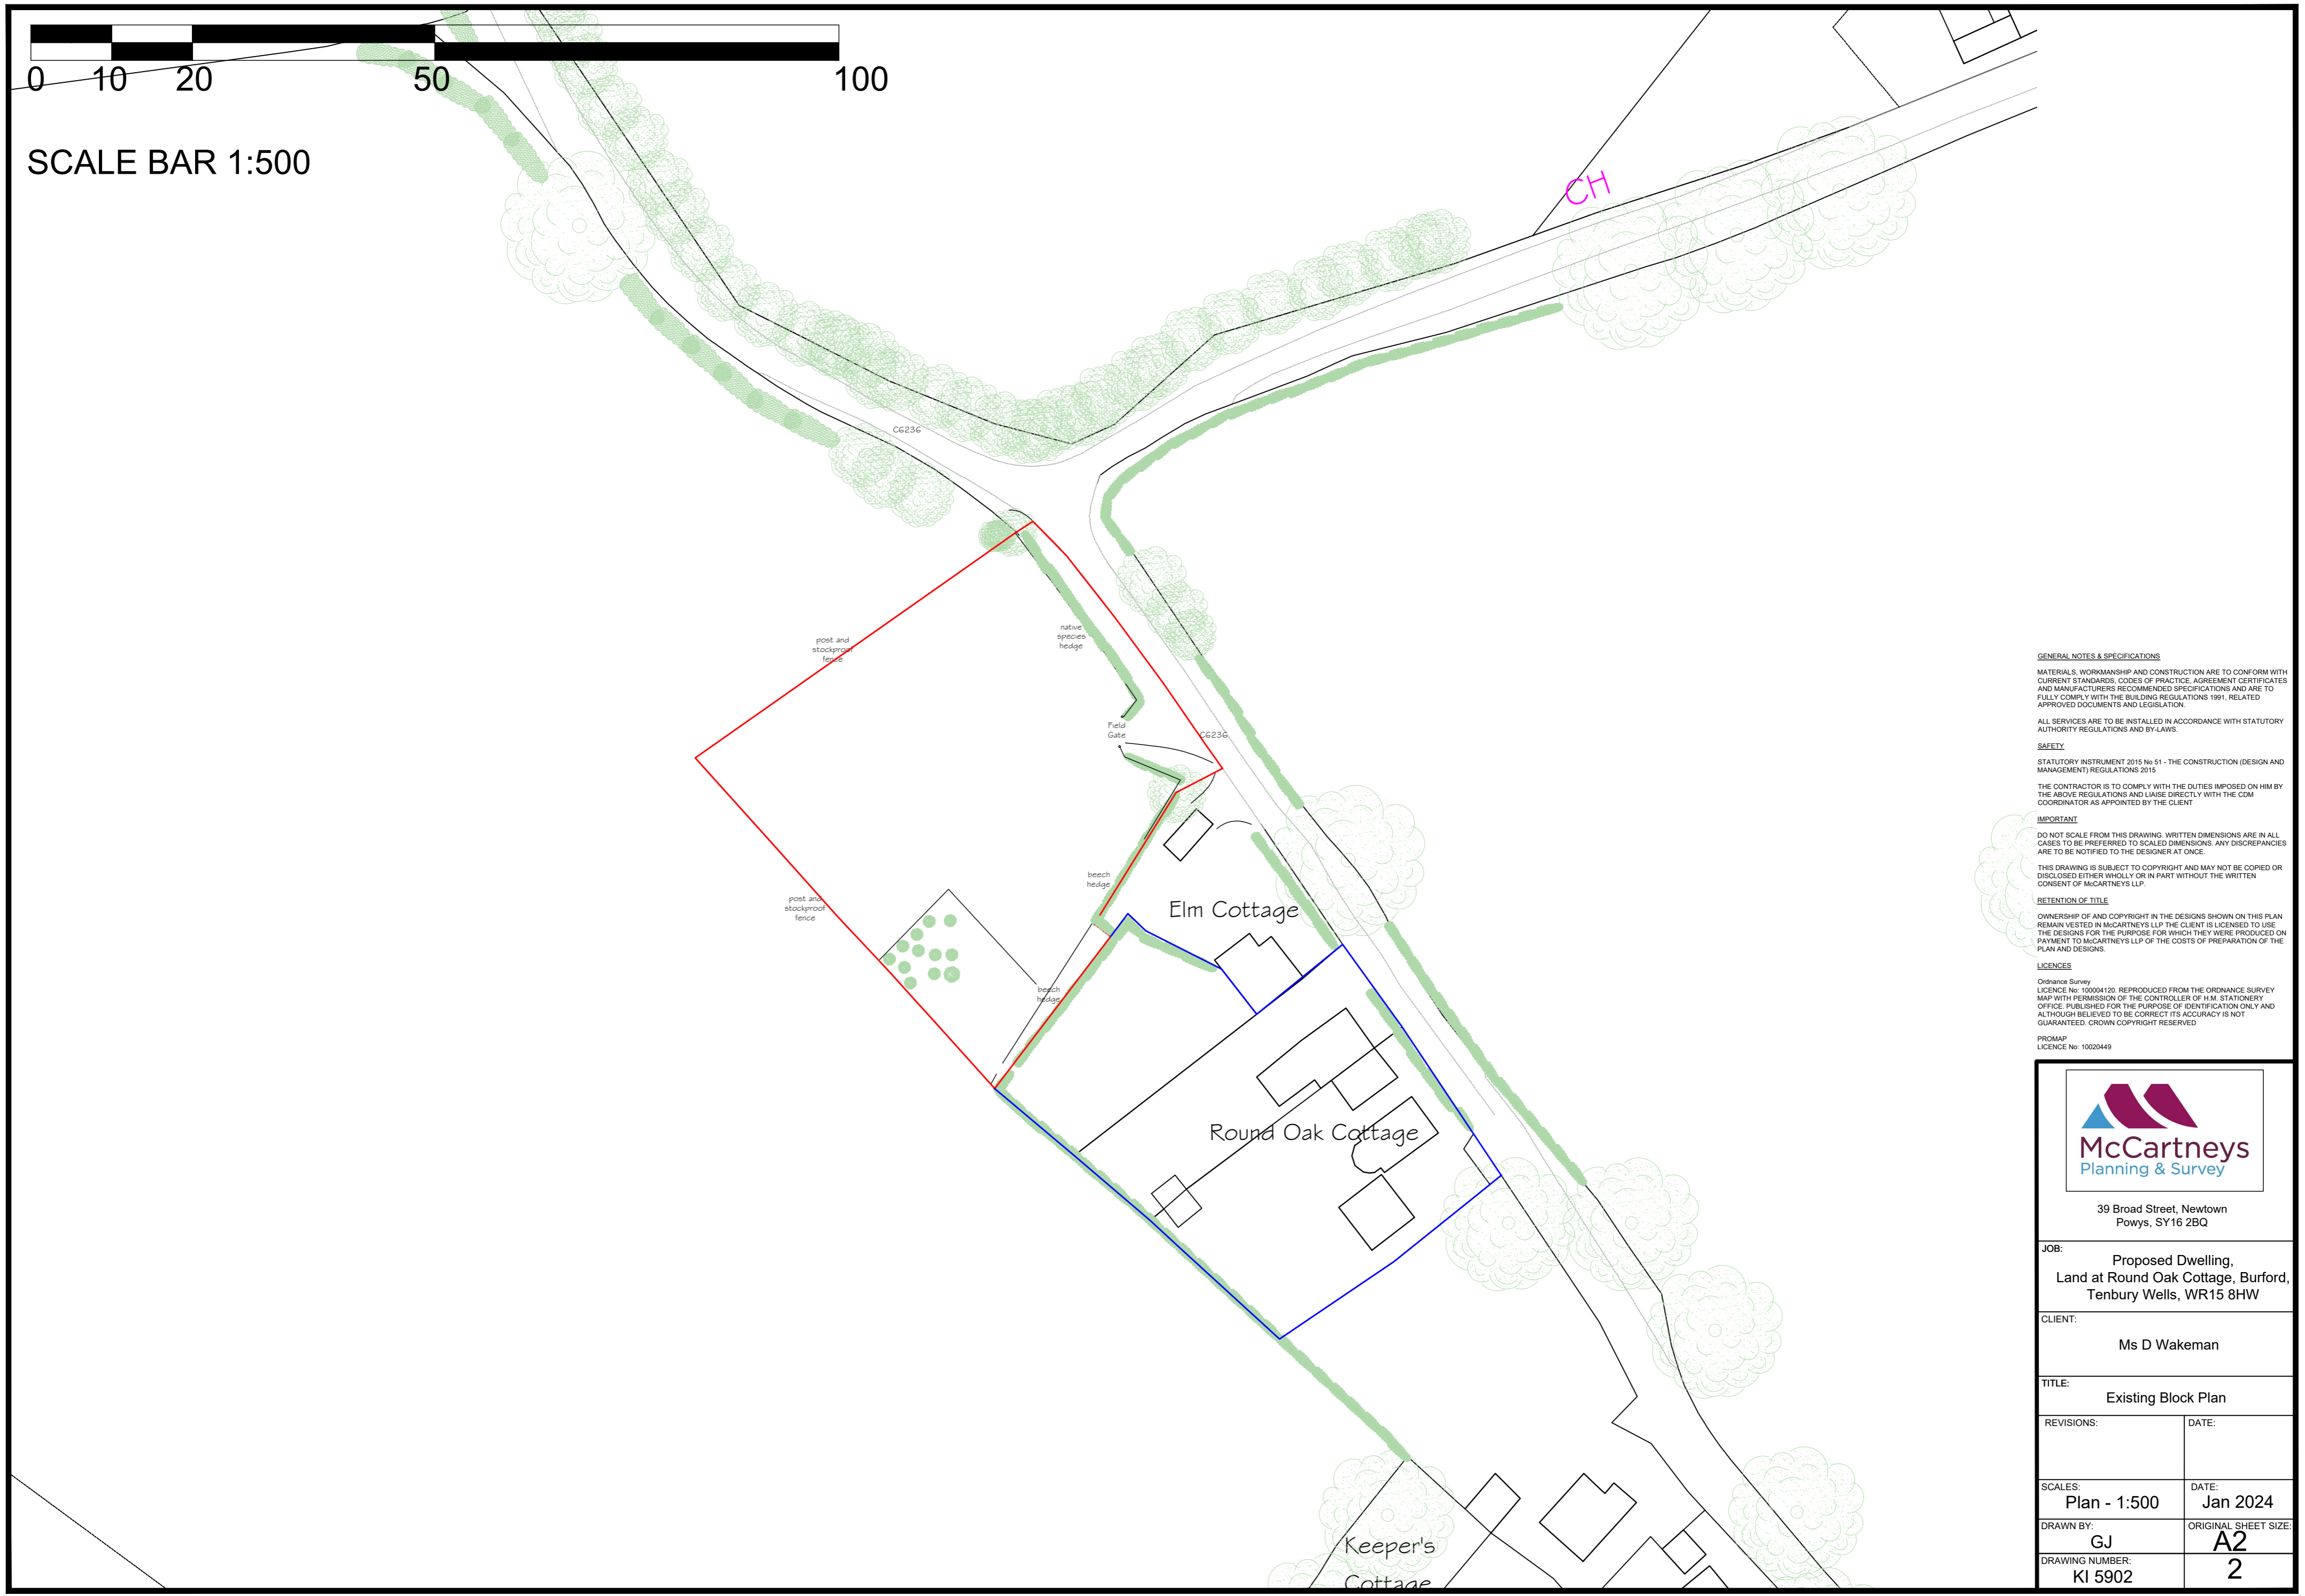 0 10 20 50 100
SCALE BAR 1:500
CH
C6236
post and
stockproof
fence
native
species
hedge
Field
Gate
C6236
beech
hedge
post and
stockproof
fence
Elm Cottage
beech
hedge
Round Oak Cottage
Keeper's
Cottage
GENERAL NOTES & SPECIFICATIONS
MATERIALS, WORKMANSHIP AND CONSTRUCTION ARE TO CONFORM WITH
CURRENT STANDARDS, CODES OF PRACTICE, AGREEMENT CERTIFICATES
AND MANUFACTURERS RECOMMENDED SPECIFICATIONS AND ARE TO
FULLY COMPLY WITH THE BUILDING REGULATIONS 1991, RELATED
APPROVED DOCUMENTS AND LEGISLATION.
ALL SERVICES ARE TO BE INSTALLED IN ACCORDANCE WITH STATUTORY
AUTHORITY REGULATIONS AND BY-LAWS.
SAFETY
STATUTORY INSTRUMENT 2015 No 51 - THE CONSTRUCTION (DESIGN AND
MANAGEMENT) REGULATIONS 2015
THE CONTRACTOR IS TO COMPLY WITH THE DUTIES IMPOSED ON HIM BY
THE ABOVE REGULATIONS AND LIAISE DIRECTLY WITH THE CDM
COORDINATOR AS APPOINTED BY THE CLIENT
IMPORTANT
DO NOT SCALE FROM THIS DRAWING. WRITTEN DIMENSIONS ARE IN ALL
CASES TO BE PREFERRED TO SCALED DIMENSIONS. ANY DISCREPANCIES
ARE TO BE NOTIFIED TO THE DESIGNER AT ONCE.
THIS DRAWING IS SUBJECT TO COPYRIGHT AND MAY NOT BE COPIED OR
DISCLOSED EITHER WHOLLY OR IN PART WITHOUT THE WRITTEN
CONSENT OF McCARTNEYS LLP.
RETENTION OF TITLE
OWNERSHIP OF AND COPYRIGHT IN THE DESIGNS SHOWN ON THIS PLAN
REMAIN VESTED IN McCARTNEYS LLP THE CLIENT IS LICENSED TO USE
THE DESIGNS FOR THE PURPOSE FOR WHICH THEY WERE PRODUCED ON
PAYMENT TO McCARTNEYS LLP OF THE COSTS OF PREPARATION OF THE
PLAN AND DESIGNS.
LICENCES
Ordnance Survey
LICENCE No: 100004120. REPRODUCED FROM THE ORDNANCE SURVEY
MAP WITH PERMISSION OF THE CONTROLLER OF H.M. STATIONERY
OFFICE. PUBLISHED FOR THE PURPOSE OF IDENTIFICATION ONLY AND
ALTHOUGH BELIEVED TO BE CORRECT ITS ACCURACY IS NOT
GUARANTEED. CROWN COPYRIGHT RESERVED
PROMAP
LICENCE No: 10020449
McCartneys
Planning & Survey
39 Broad Street, Newtown
Powys, SY16 2BQ
JOB:
Proposed Dwelling,
Land at Round Oak Cottage, Burford,
Tenbury Wells, WR15 8HW
CLIENT:
Ms D Wakeman
TITLE:
Existing Block Plan
REVISIONS: DATE:
SCALES: DATE:
Plan - 1:500 Jan 2024
DRAWN BY: ORIGINAL SHEET SIZE:
GJ A2
DRAWING NUMBER:
KI 5902 2